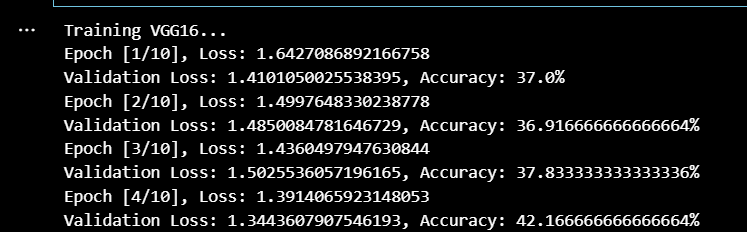 ... Training VGG16...
Epoch [1/10], Loss: 1.6427086892166758
Validation Loss: 1.4101050025538395, Accuracy: 37.0%
Epoch [2/10], Loss: 1.4997648330238778
Validation Loss: 1.4850084781646729, Accuracy: 36.916666666666664%
Epoch [3/10], Loss: 1.4360497947630844
Validation Loss: 1.5025536057196165, Accuracy: 37.833333333333336%
Epoch [4/10], Loss: 1.3914065923148053
Validation Loss: 1.3443607907546193, Accuracy: 42.166666666666664%